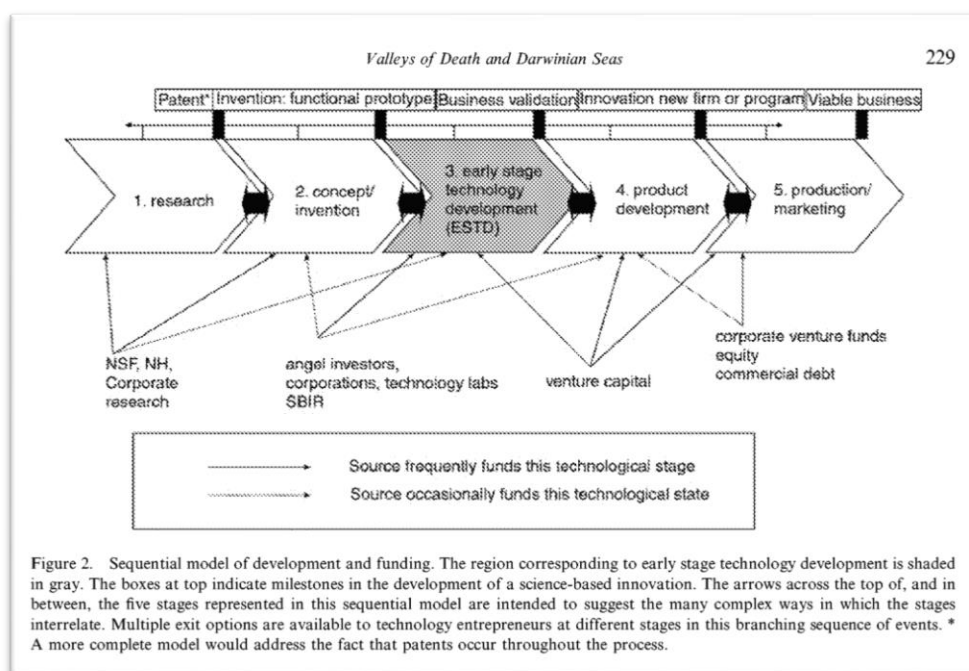 Valleys of Death and Darwinian Seas 229
Patent* Invention: functional prototype Business validation Innovation new firm or program Viable business
1. research
2. concept/
invention
3. early stage
technology
development
(ESTD)
4. product
development
5. production/
marketing
NSF, NH,
Corporate
research
angel investors,
corporations, technology labs
SBIR
venture capital
corporate venture funds
equity
commercial debt
Source frequently funds this technological stage
Source occasionally funds this technological state
Figure 2. Sequential model of development and funding. The region corresponding to early stage technology development is shaded
in gray. The boxes at top indicate milestones in the development of a science-based innovation. The arrows across the top of, and in
between, the five stages represented in this sequential model are intended to suggest the many complex ways in which the stages
interrelate. Multiple exit options are available to technology entrepreneurs at different stages in this branching sequence of events. *
A more complete model would address the fact that patents occur throughout the process.